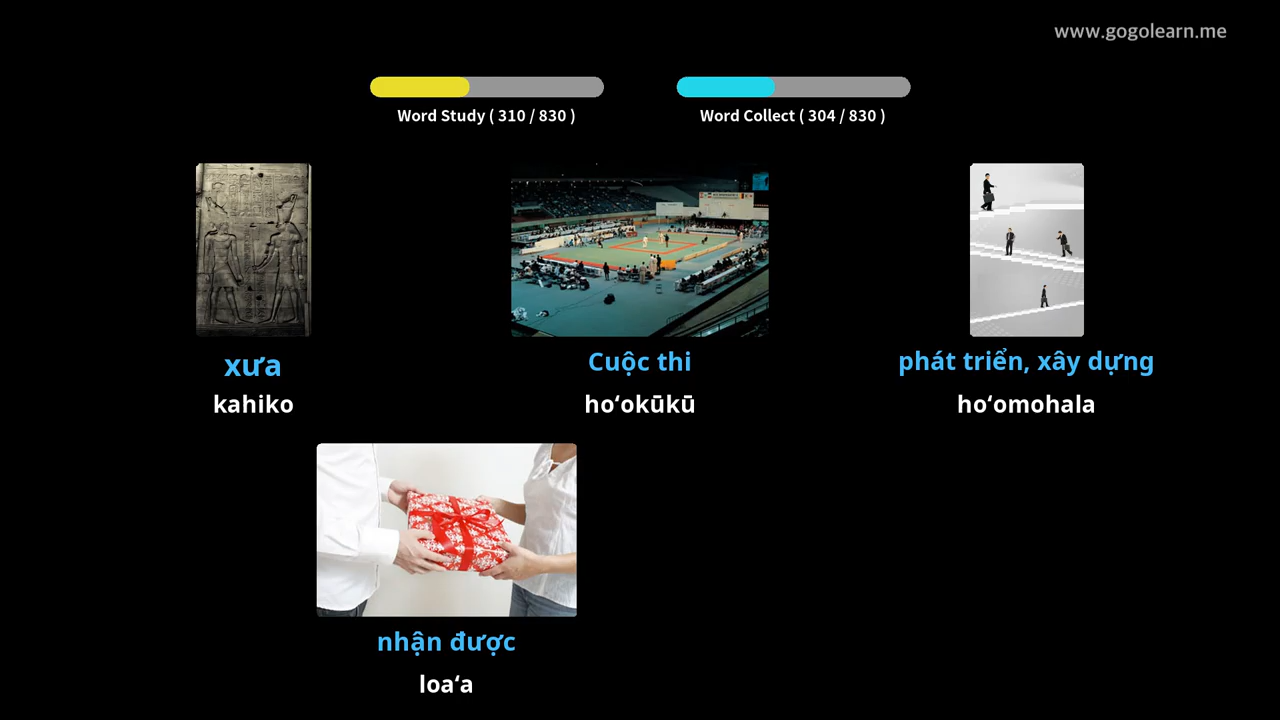 www.gogolearn.me
Word Study ( 310 / 830 )
Word Collect ( 304 / 830 )
xưa
kahiko
Cuộc thi
hoʻokūkū
phát triển, xây dựng
hoʻomohala
nhận được
loaʻa